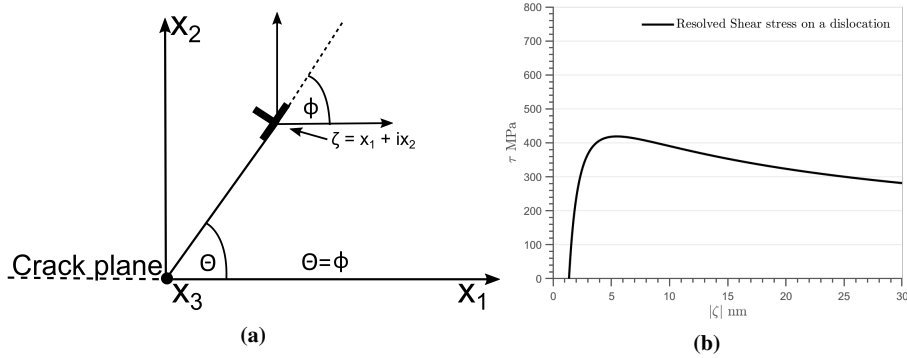 X₂
ϕ
ζ = x₁ + ix₂
Crack plane
Θ
Θ=ϕ
X₃
X₁
(a)
800
700
600
500
400
300
200
100
0
τ MPa
Resolved Shear stress on a dislocation
0
5
10
15
20
25
30
|ζ| nm
(b)